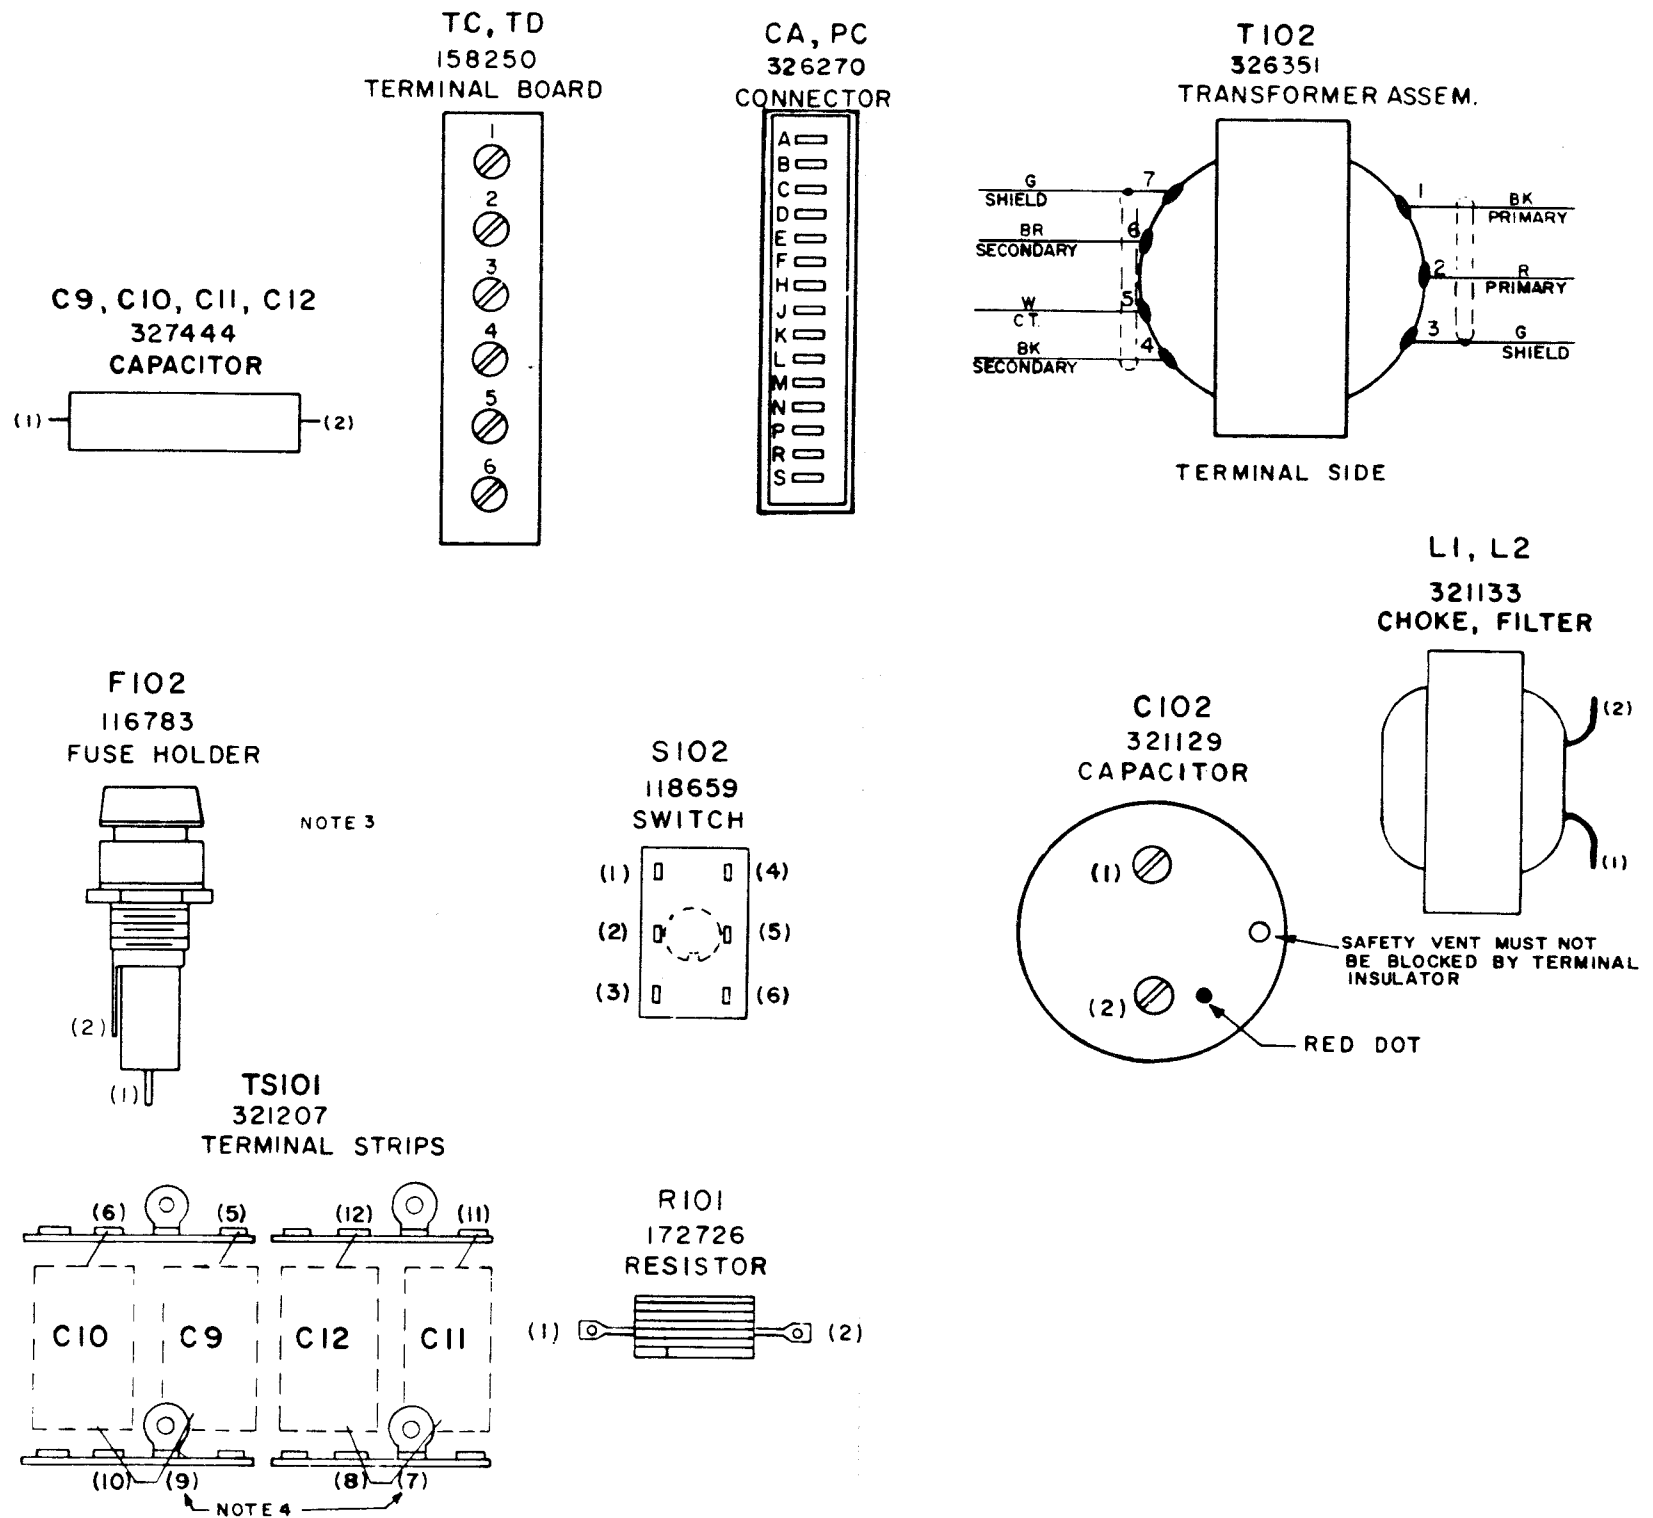 TC, TD
158250
TERMINAL BOARD
1
2
3
4
5
6
CA, PC
326270
CONNECTOR
A
B
C
D
E
F
H
J
K
L
M
N
P
R
S
T102
326351
TRANSFORMER ASSEM.
G
SHIELD
7
BR
SECONDARY
6
W
CT.
5
BK
SECONDARY
4
1
BK
PRIMARY
2
R
PRIMARY
3
G
SHIELD
TERMINAL SIDE
C9, C10, C11, C12
327444
CAPACITOR
(1)
(2)
L1, L2
321133
CHOKE, FILTER
(2)
(1)
F102
116783
FUSE HOLDER
NOTE 3
(2)
(1)
S102
118659
SWITCH
(1)
(4)
(2)
(5)
(3)
(6)
C102
321129
CAPACITOR
(1)
(2)
SAFETY VENT MUST NOT
BE BLOCKED BY TERMINAL
INSULATOR
RED DOT
TS101
321207
TERMINAL STRIPS
(6)
(5)
(12)
(11)
C10
C9
C12
C11
(10)
(9)
(8)
(7)
NOTE 4
R101
172726
RESISTOR
(1)
(2)